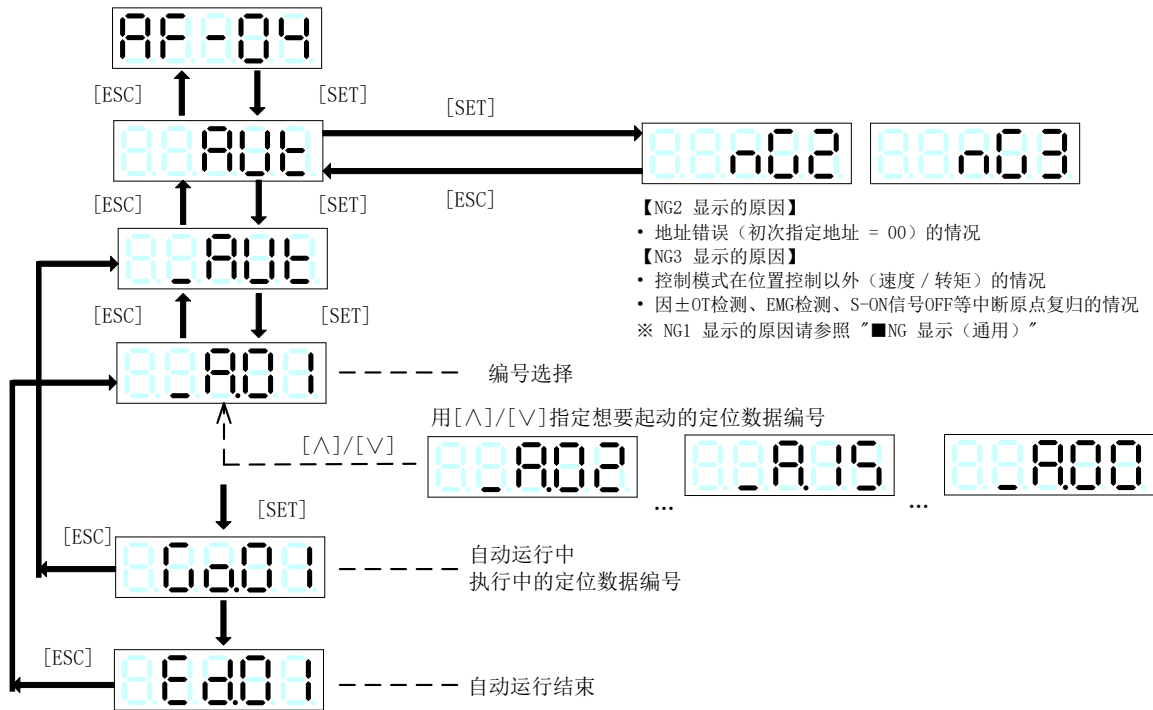 AF-04
[ESC] [SET]
[SET]
AUt
nG2 nG3
[ESC]
[ESC] [SET]
【NG2 显示的原因】
• 地址错误（初次指定地址 = 00）的情况
【NG3 显示的原因】
• 控制模式在位置控制以外（速度／转矩）的情况
• 因±OT检测、EMG检测、S-ON信号OFF等中断原点复归的情况
※ NG1 显示的原因请参照 "■NG 显示（通用）"
_AUt
[ESC] [SET]
_A.01
编号选择
用[∧]/[∨]指定想要起动的定位数据编号
[∧]/[∨]
_A.02 … _A.15 … _A.00
[SET]
[ESC]
Go.01
自动运行中
执行中的定位数据编号
[ESC]
Ed.01
自动运行结束